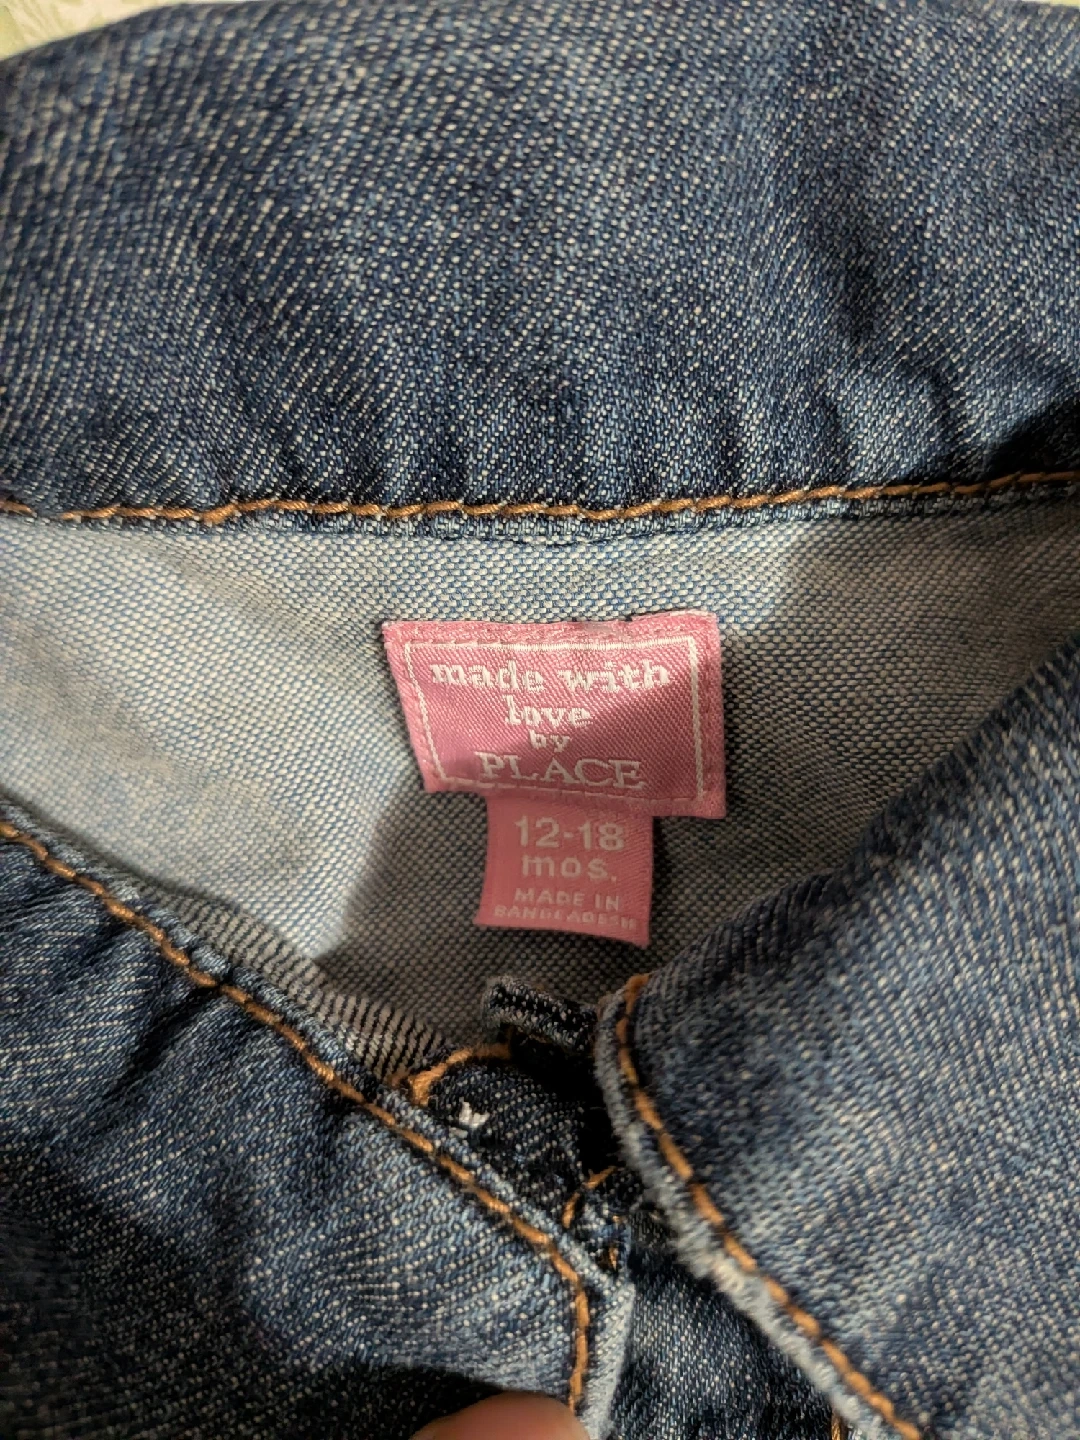 made with
love
by
PLACE
12-18
mos.
MADE IN
BANGLADESH